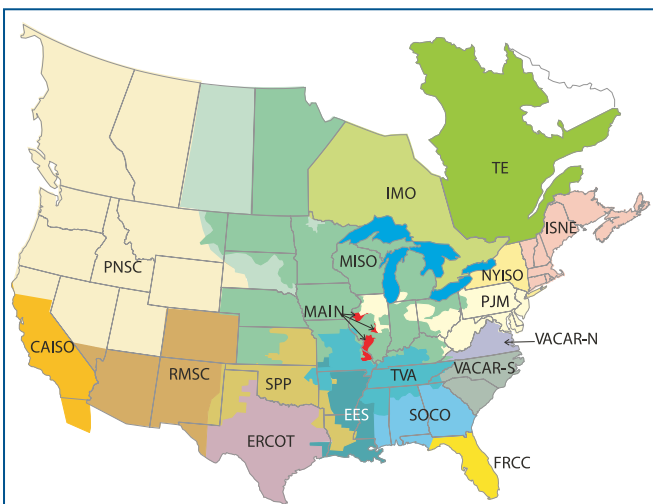 TE
IMO
ISNE
MISO
NYISO
PNSC
PJM
MAIN
VACAR-N
CAISO
RMSC
VACAR-S
TVA
SPP
EES
SOCO
ERCOT
FRCC